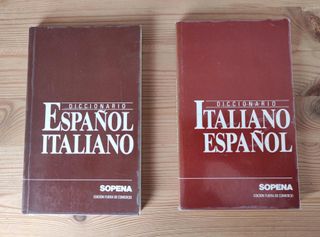 DICCIONARIO
ESPAÑOL
ITALIANO
SOPENA
EDICION FUERA DE COMERCIO
DICCIONARIO
ITALIANO
ESPAÑOL
SOPENA
EDICION FUERA DE COMERCIO